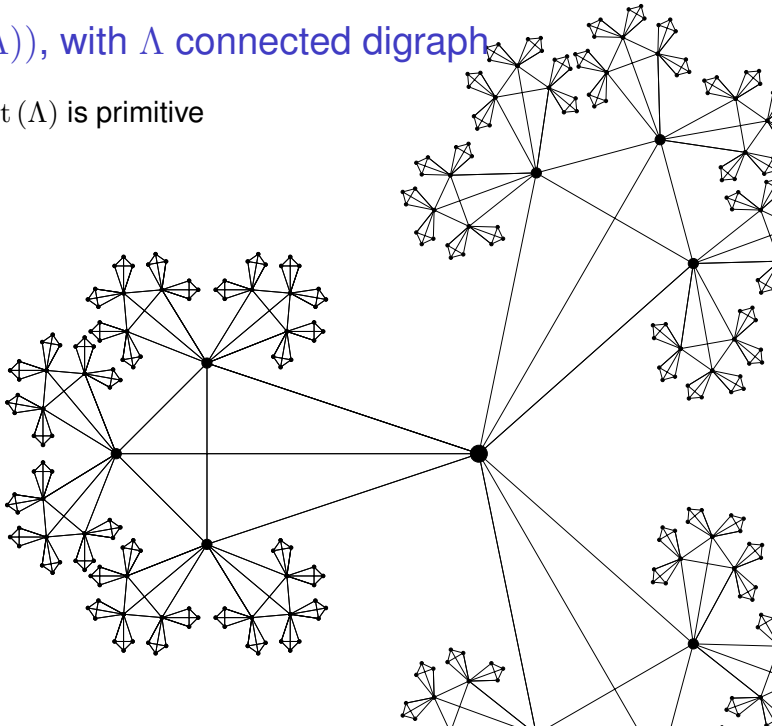 Λ)), with Λ connected digraph
t (Λ) is primitive